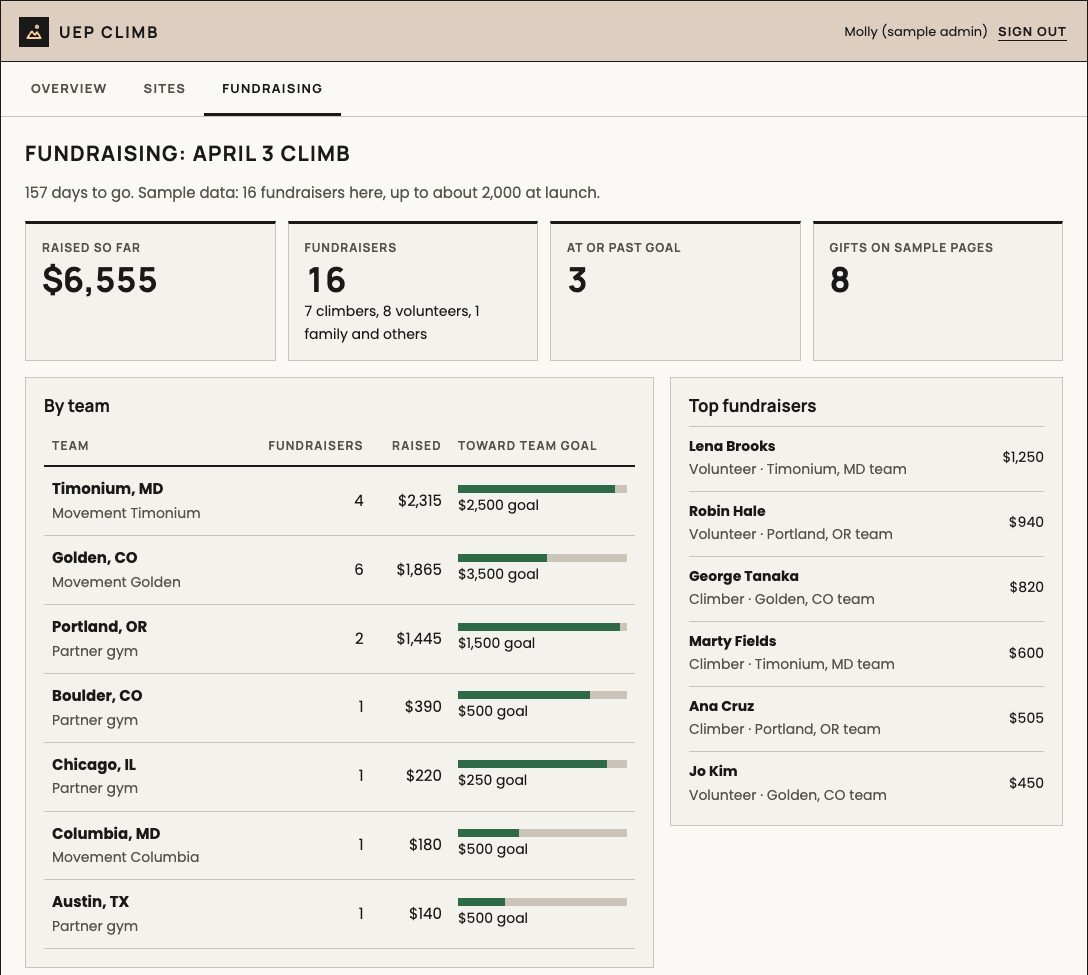 UEP CLIMB
Molly (sample admin) SIGN OUT
OVERVIEW SITES FUNDRAISING
FUNDRAISING: APRIL 3 CLIMB
157 days to go. Sample data: 16 fundraisers here, up to about 2,000 at launch.
RAISED SO FAR
$6,555
FUNDRAISERS
16
7 climbers, 8 volunteers, 1
family and others
AT OR PAST GOAL
3
GIFTS ON SAMPLE PAGES
8
By team
TEAM FUNDRAISERS RAISED TOWARD TEAM GOAL
Timonium, MD
Movement Timonium
4 $2,315
$2,500 goal
Golden, CO
Movement Golden
6 $1,865
$3,500 goal
Portland, OR
Partner gym
2 $1,445
$1,500 goal
Boulder, CO
Partner gym
1 $390
$500 goal
Chicago, IL
Partner gym
1 $220
$250 goal
Columbia, MD
Movement Columbia
1 $180
$500 goal
Austin, TX
Partner gym
1 $140
$500 goal
Top fundraisers
Lena Brooks
Volunteer · Timonium, MD team
$1,250
Robin Hale
Volunteer · Portland, OR team
$940
George Tanaka
Climber · Golden, CO team
$820
Marty Fields
Climber · Timonium, MD team
$600
Ana Cruz
Climber · Portland, OR team
$505
Jo Kim
Volunteer · Golden, CO team
$450